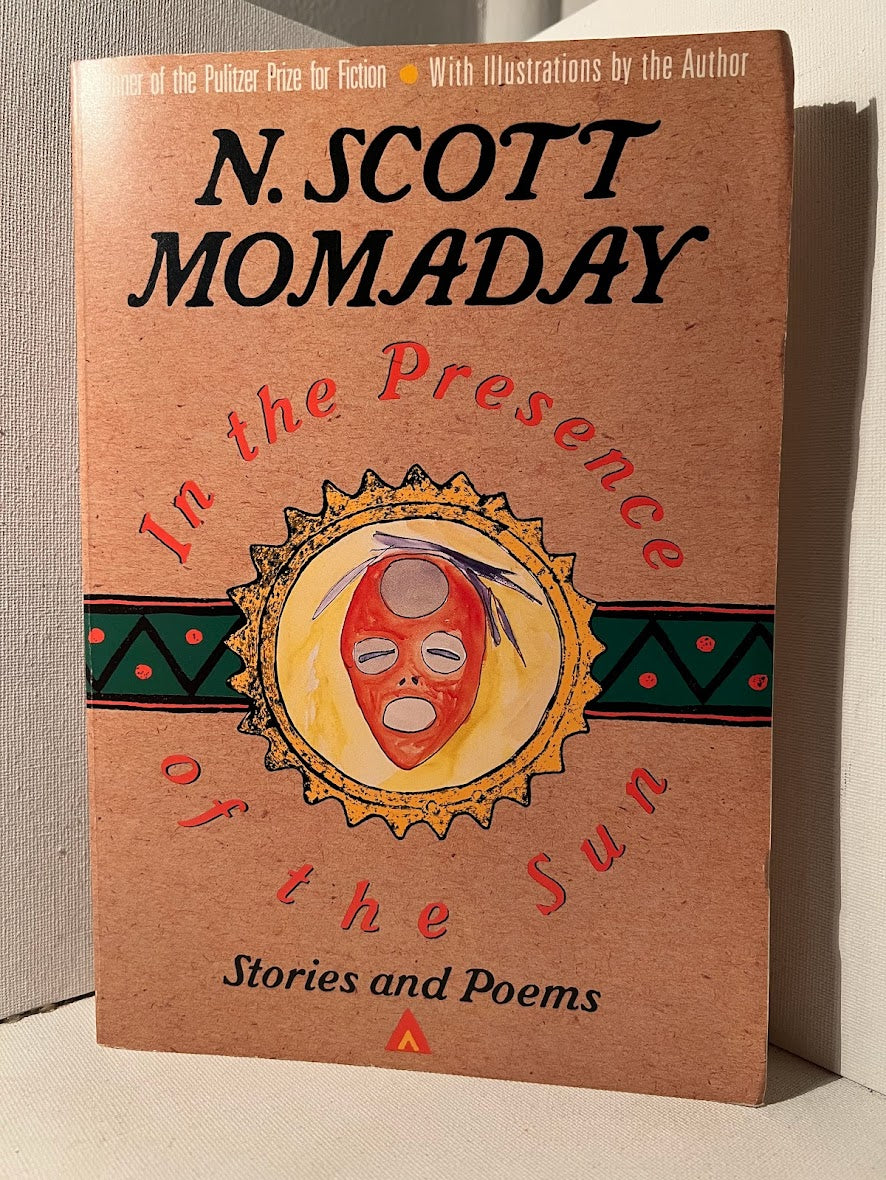 nner of the Pulitzer Prize for Fiction • With Illustrations by the Author
N. SCOTT
MOMADAY
In the Presence
of the Sun
Stories and Poems